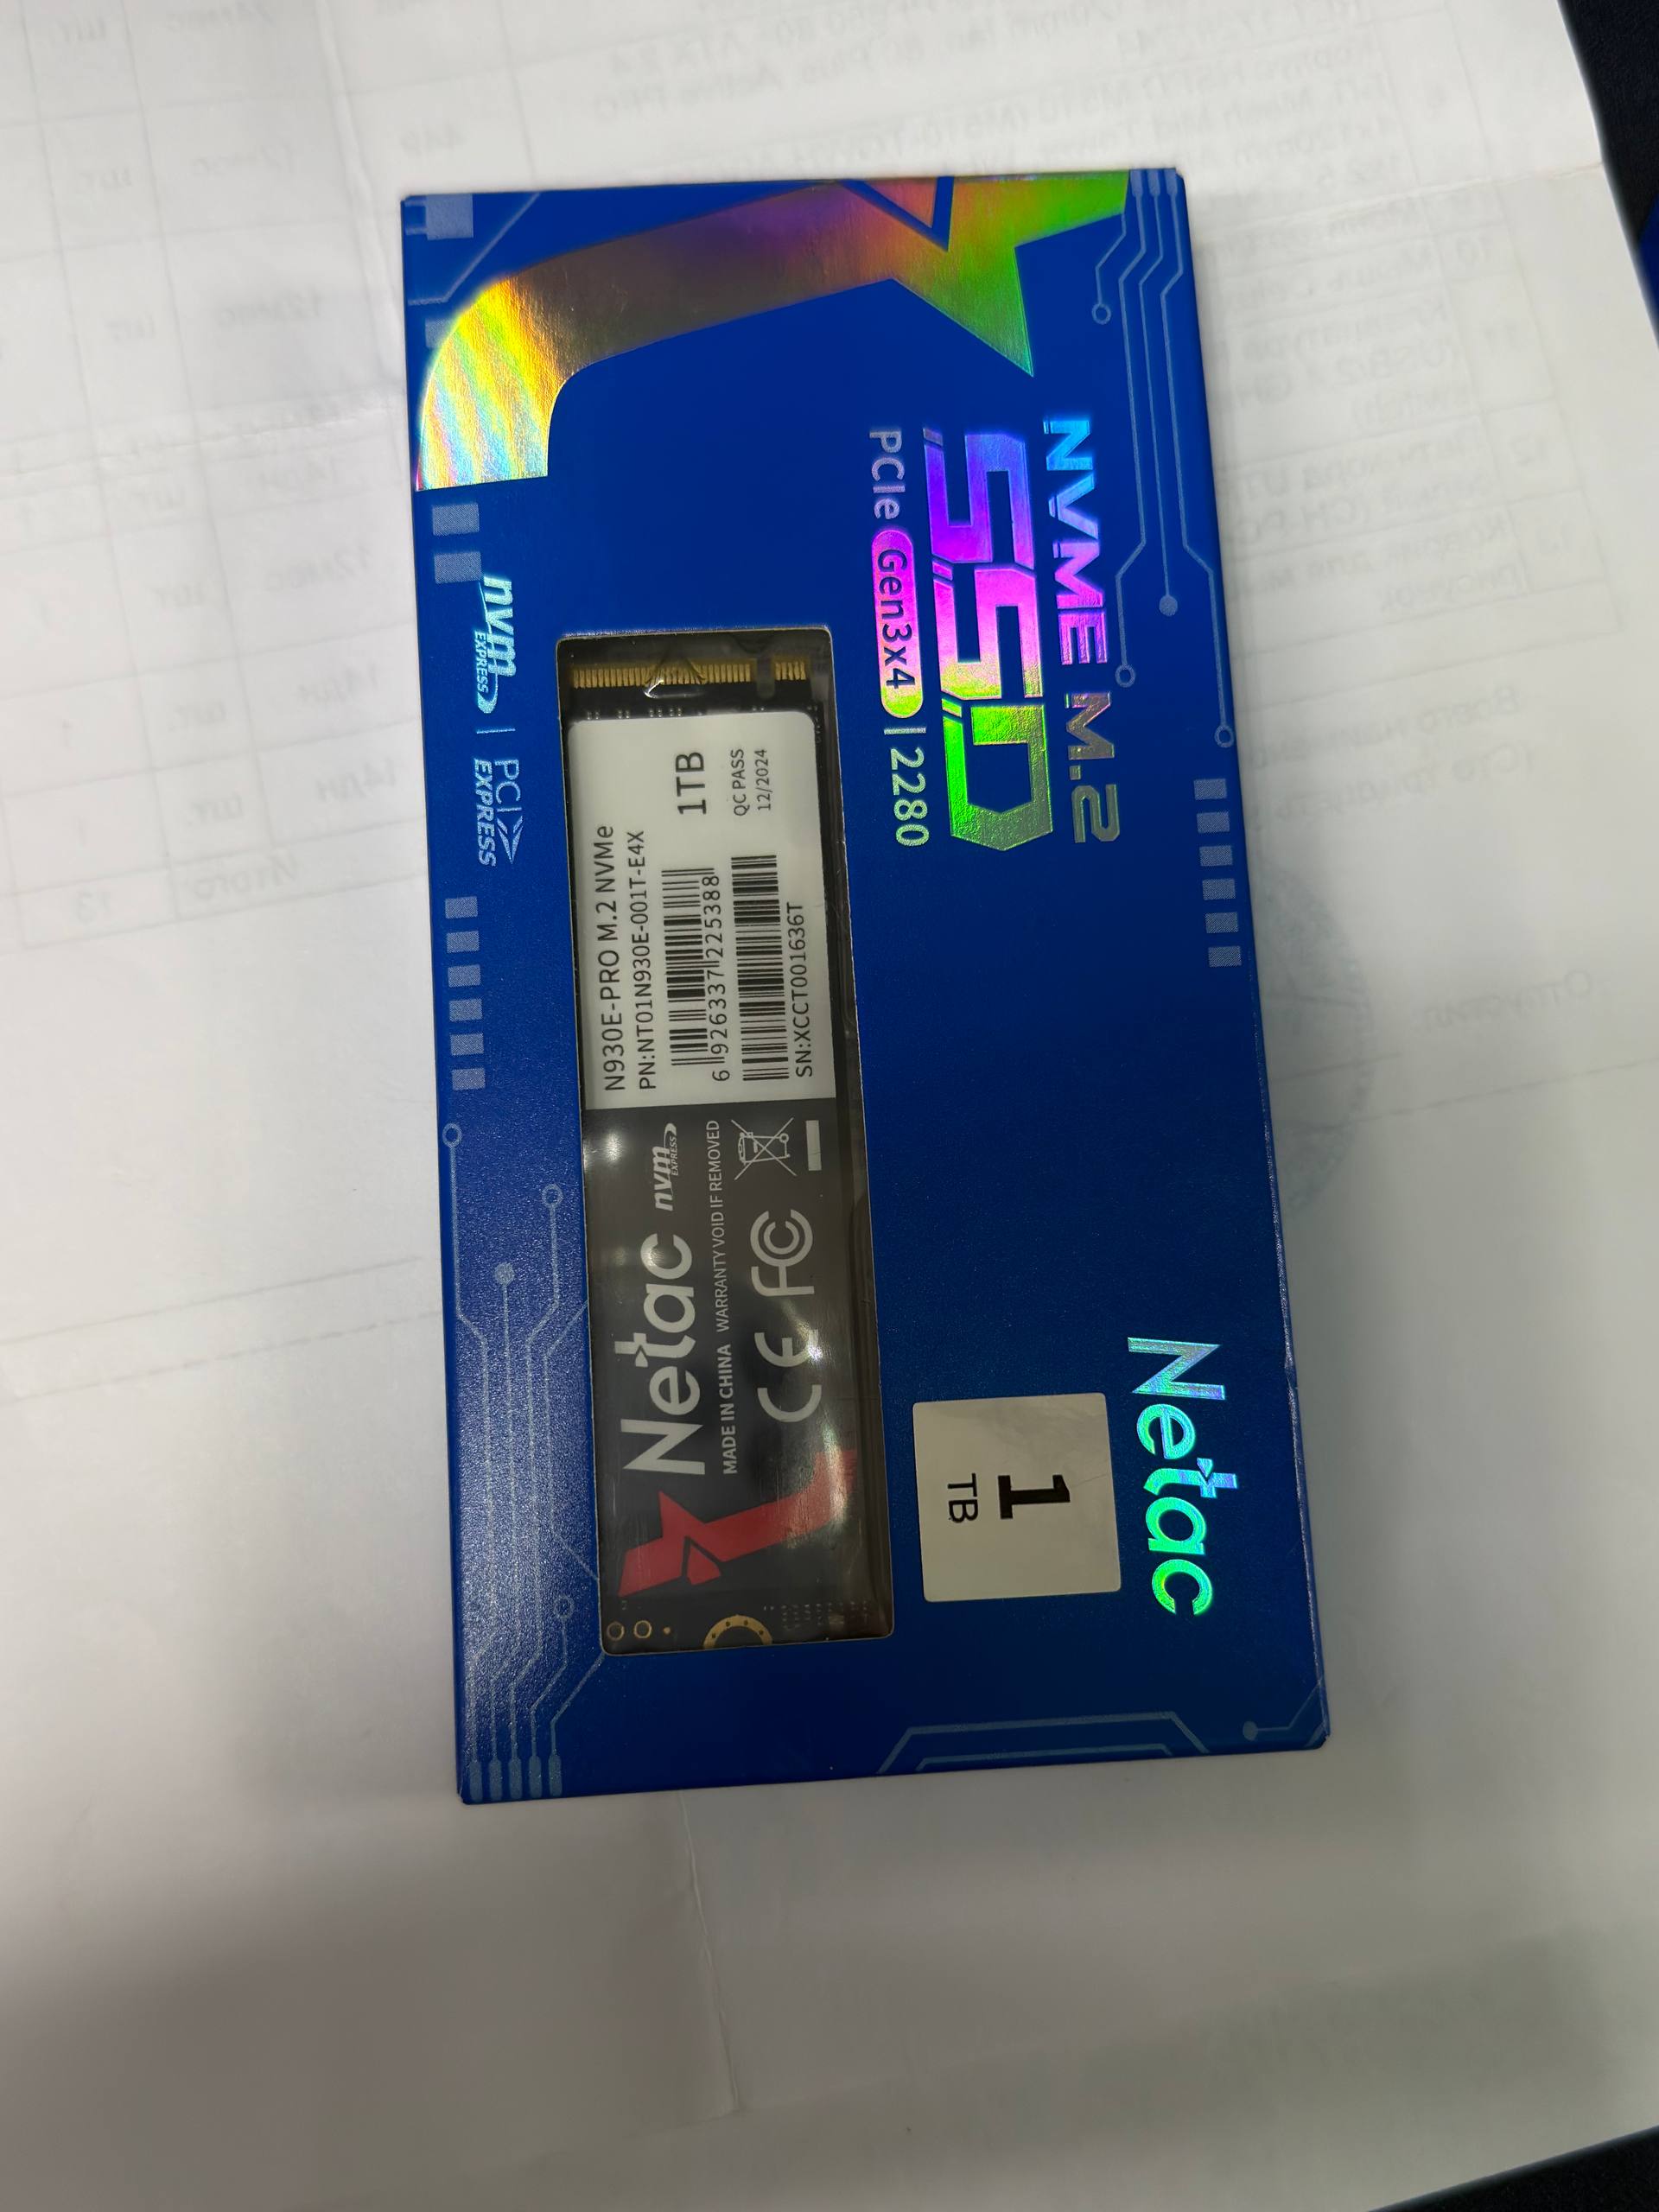 NVME M.2
SSD
PCIe Gen3x4 | 2280
Netac
1
TB
nvm
EXPRESS
PCI
EXPRESS
N930E-PRO M.2 NVMe
PN:NT01N930E-001T-E4X
1TB
6 926337 225388
QC PASS
12/2024
SN:XCCT001636T
Netac nvm
EXPRESS
MADE IN CHINA WARRANTY VOID IF REMOVED
CE FC